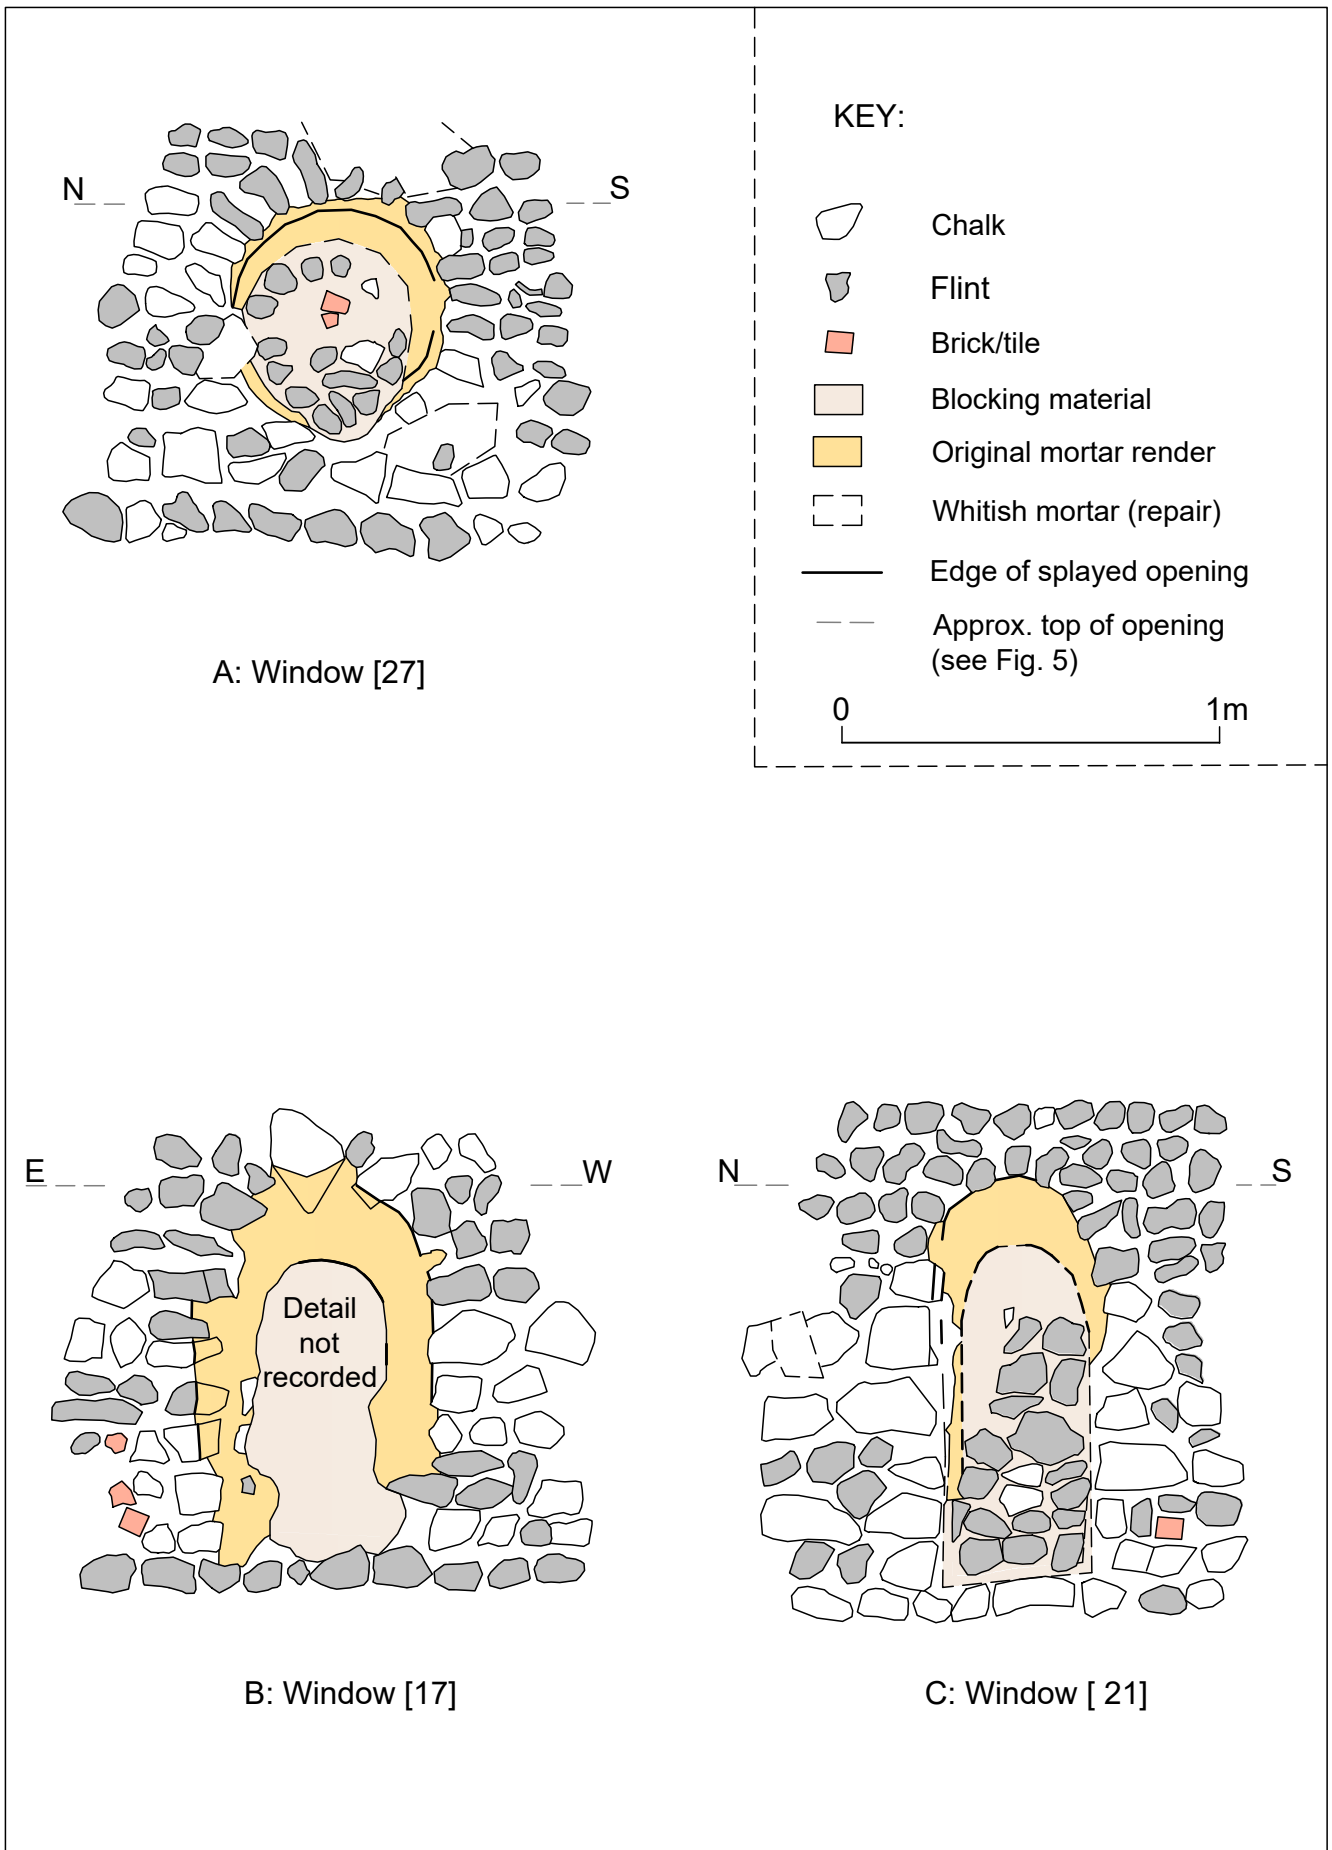 KEY:
N
S
Chalk
Flint
Brick/tile
Blocking material
Original mortar render
Whitish mortar (repair)
Edge of splayed opening
Approx. top of opening
(see Fig. 5)
0
1m
A: Window [27]
E
W
N
S
Detail
not
recorded
B: Window [17]
C: Window [ 21]